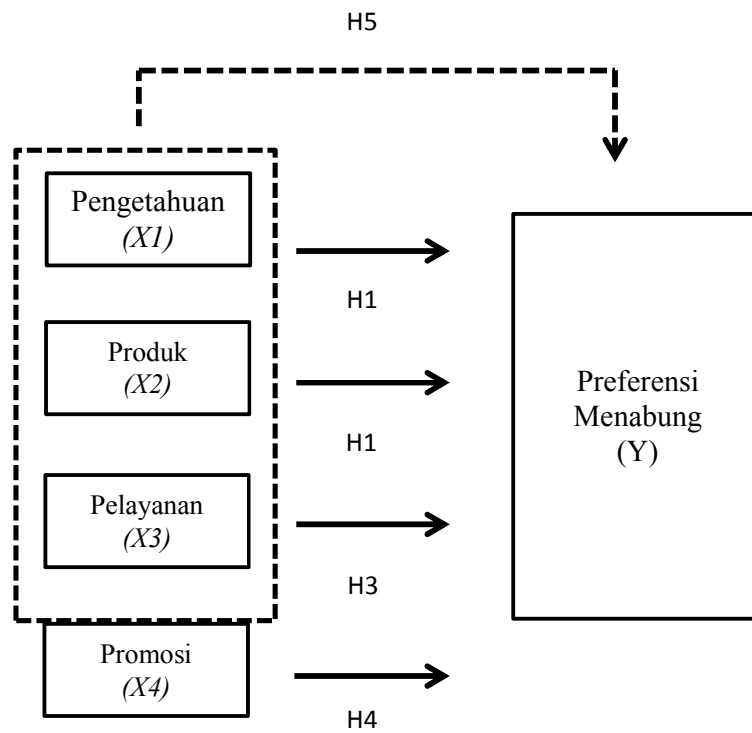 H5
Pengetahuan
(X1)
H1
Produk
(X2)
H1
Preferensi
Menabung
(Y)
Pelayanan
(X3)
H3
Promosi
(X4)
H4